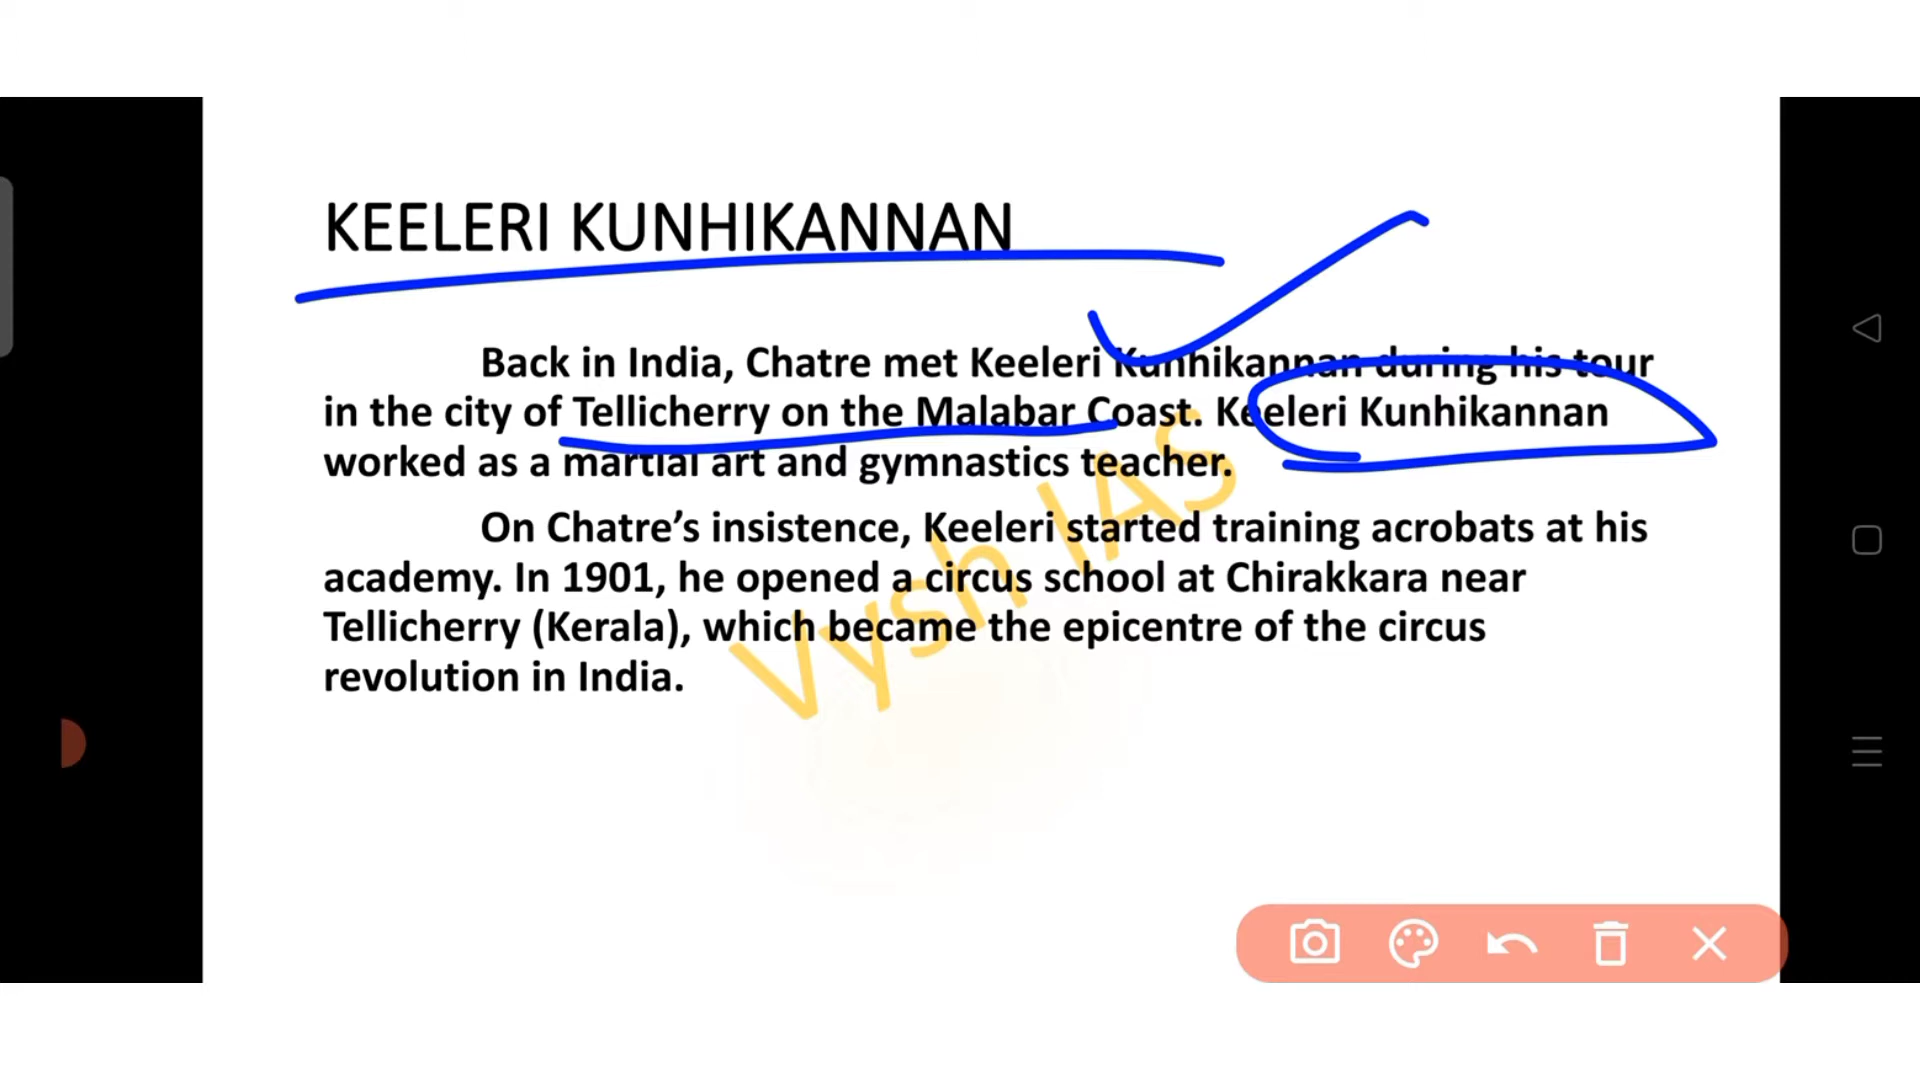 KEELERI KUNHIKANNAN
Back in India, Chatre met Keeleri Kunhikannan during his tour
in the city of Tellicherry on the Malabar Coast. Keeleri Kunhikannan
worked as a martial art and gymnastics teacher.
On Chatre’s insistence, Keeleri started training acrobats at his
academy. In 1901, he opened a circus school at Chirakkara near
Tellicherry (Kerala), which became the epicentre of the circus
revolution in India.
Vysh IAS